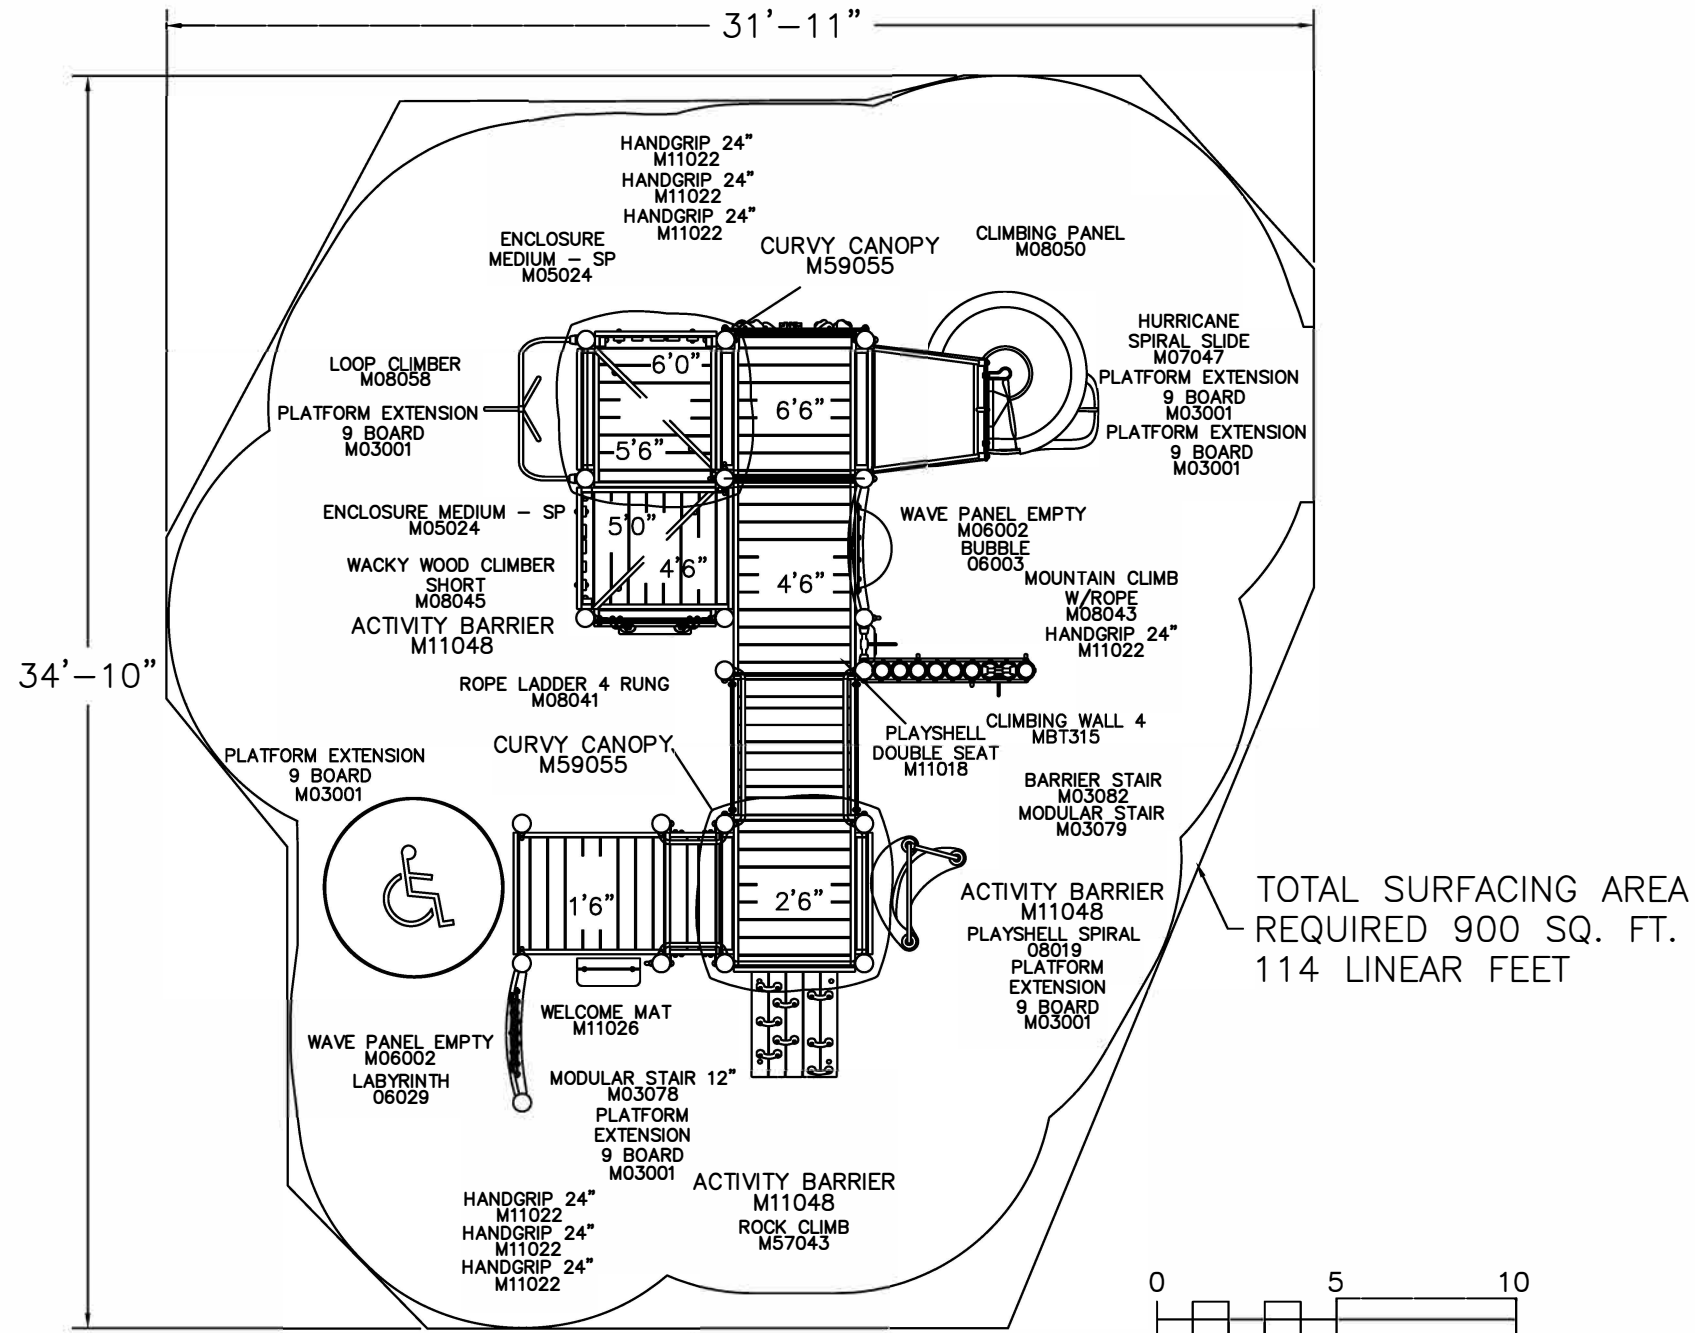 31'-11"
HANDGRIP 24"
M11022
HANDGRIP 24"
M11022
HANDGRIP 24"
M11022
ENCLOSURE
MEDIUM - SP
M05024
CURVY CANOPY
M59055
CLIMBING PANEL
M08050
HURRICANE
SPIRAL SLIDE
M07047
PLATFORM EXTENSION
9 BOARD
M03001
PLATFORM EXTENSION
9 BOARD
M03001
LOOP CLIMBER
M08058
PLATFORM EXTENSION
9 BOARD
M03001
6'0"
5'6"
6'6"
ENCLOSURE MEDIUM - SP
M05024
5'0"
4'6"
4'6"
WAVE PANEL EMPTY
M06002
BUBBLE
06003
WACKY WOOD CLIMBER
SHORT
M08045
ACTIVITY BARRIER
M11048
MOUNTAIN CLIMB
W/ROPE
M08043
HANDGRIP 24"
M11022
34'-10"
ROPE LADDER 4 RUNG
M08041
CURVY CANOPY
M59055
PLAYSHELL
DOUBLE SEAT
M11018
CLIMBING WALL 4
MBT315
PLATFORM EXTENSION
9 BOARD
M03001
BARRIER STAIR
M03082
MODULAR STAIR
M03079
1'6"
2'6"
ACTIVITY BARRIER
M11048
PLAYSHELL SPIRAL
08019
PLATFORM
EXTENSION
9 BOARD
M03001
TOTAL SURFACING AREA
REQUIRED 900 SQ. FT.
114 LINEAR FEET
WELCOME MAT
M11026
WAVE PANEL EMPTY
M06002
LABYRINTH
06029
MODULAR STAIR 12"
M03078
PLATFORM
EXTENSION
9 BOARD
M03001
ACTIVITY BARRIER
M11048
ROCK CLIMB
M57043
HANDGRIP 24"
M11022
HANDGRIP 24"
M11022
HANDGRIP 24"
M11022
0 5 10